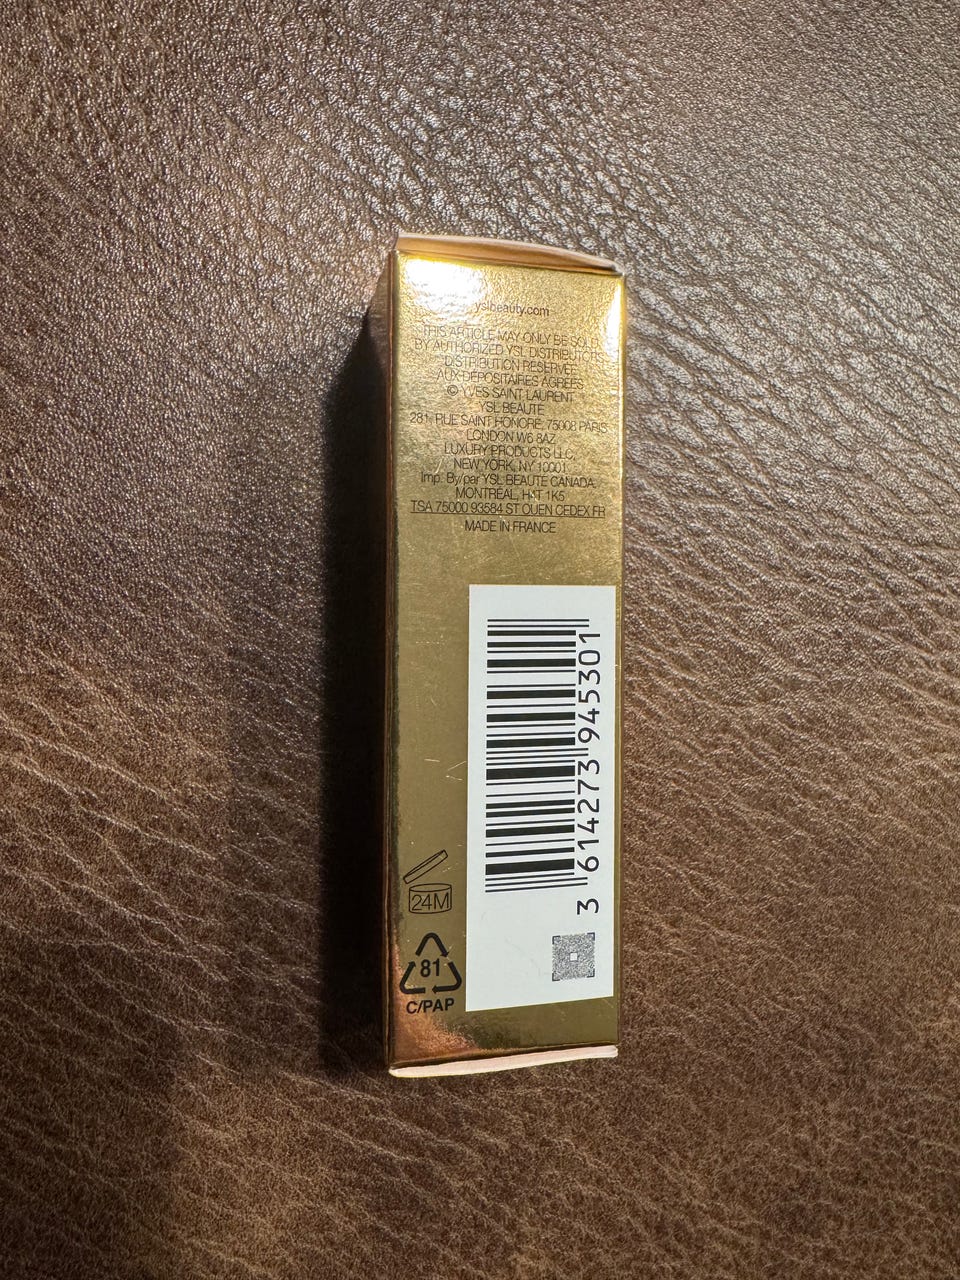 yslbeauty.com
THIS ARTICLE MAY ONLY BE SOLD
BY AUTHORIZED YSL DISTRIBUTORS
DISTRIBUTION RESERVEE
AUX DEPOSITAIRES AGREES
© YVES SAINT LAURENT
YSL BEAUTE
281, RUE SAINT HONORE, 75008 PARIS
LONDON W6 8AZ
LUXURY PRODUCTS LLC,
NEW YORK, NY 10001
Imp. By/par YSL BEAUTE CANADA,
MONTREAL, H4T 1K5
TSA 75000 93584 ST OUEN CEDEX FR
MADE IN FRANCE
3 614273 945301
24M
81
C/PAP